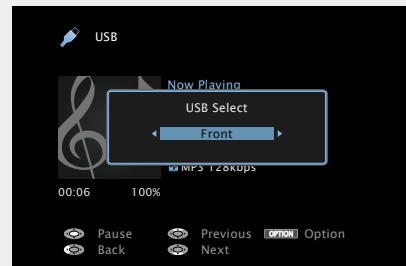 USB
Now Playing
USB Select
Front
MP3 128kbps
00:06 100%
Pause Previous OPTION Option
Back Next